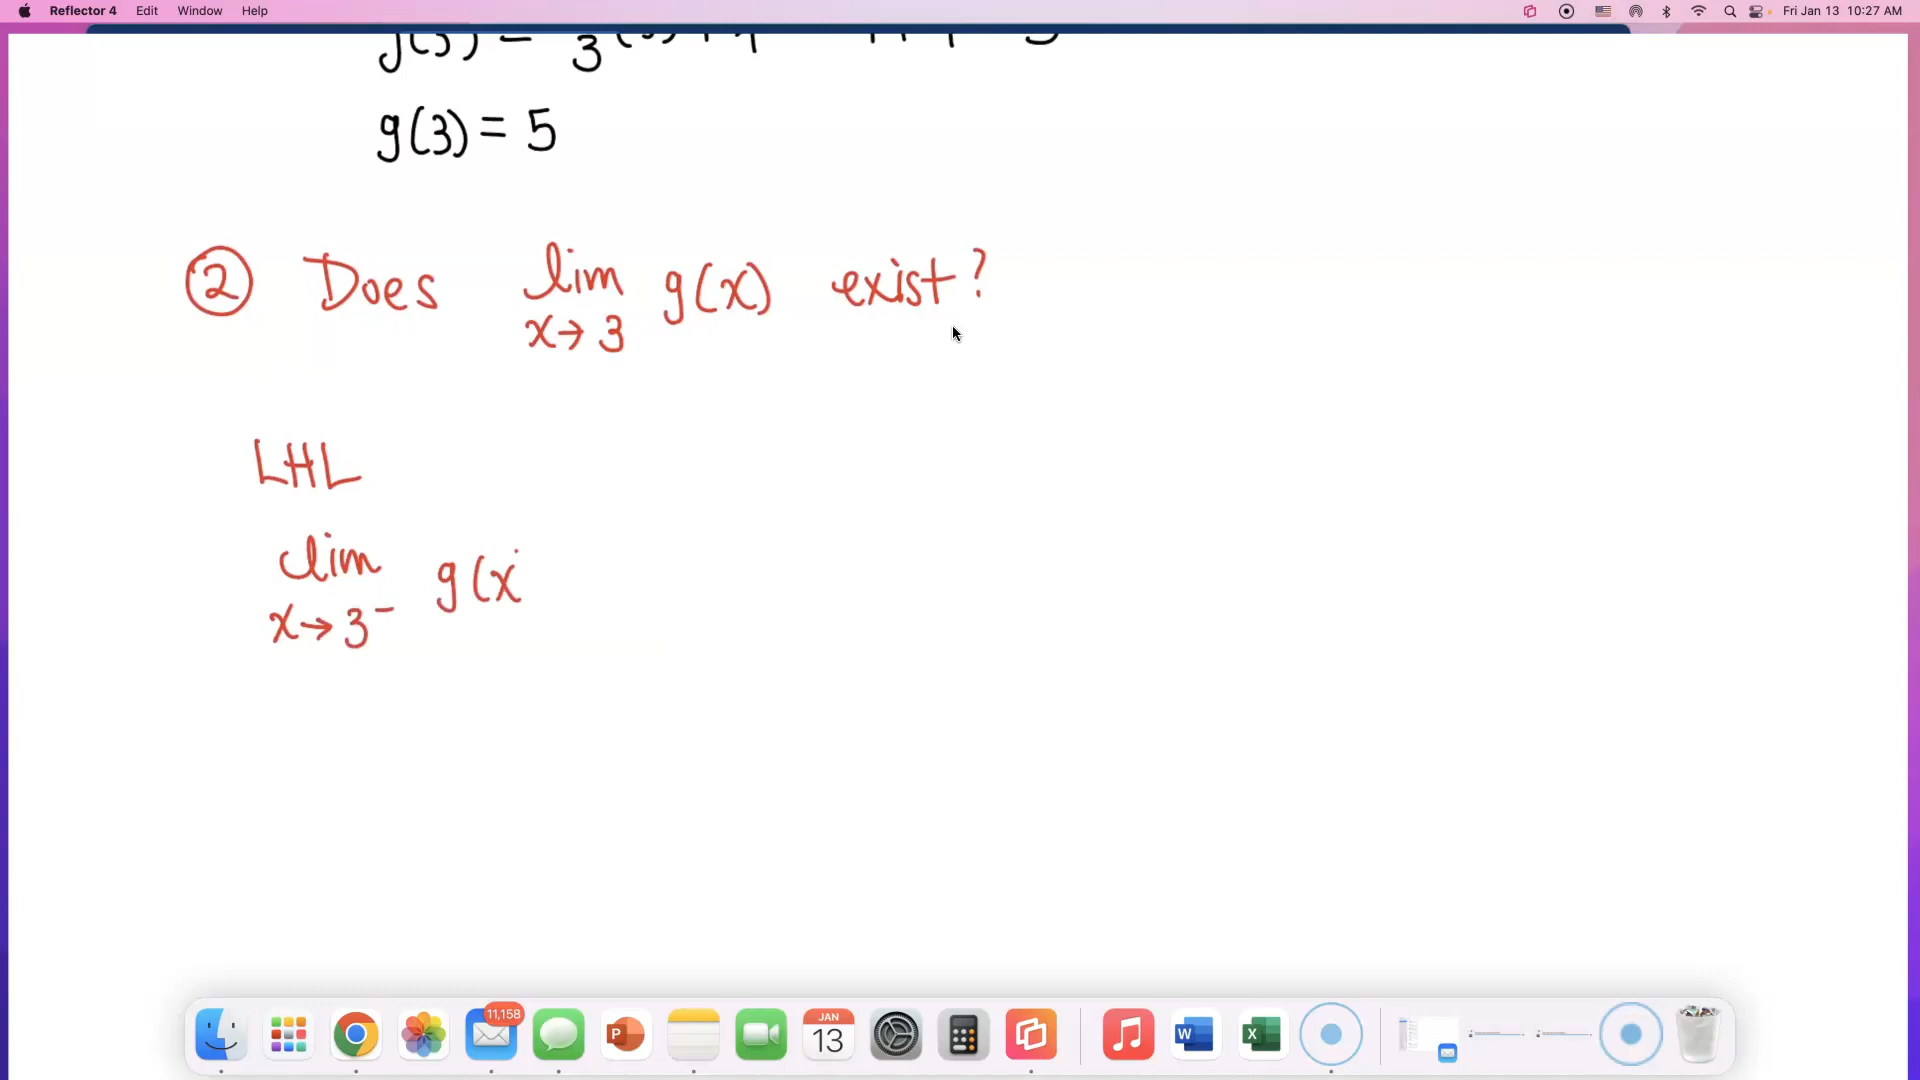 Reflector 4 Edit Window Help Fri Jan 13 10:27 AM
g(3) = 5
② Does lim g(x) exist?
x→3
LHL
lim g(x
x→3⁻
11,158
JAN
13